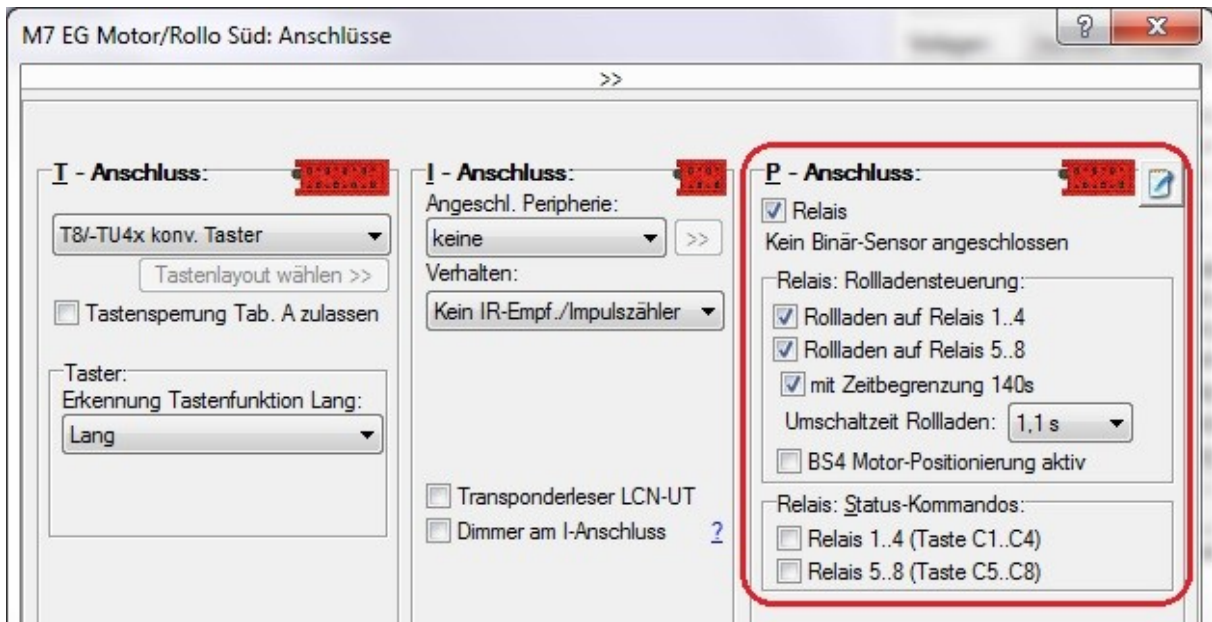 M7 EG Motor/Rollo Süd: Anschlüsse
>>
T - Anschluss:
T8/-TU4x konv. Taster
Tastenlayout wählen >>
Tastensperrung Tab. A zulassen
Taster:
Erkennung Tastenfunktion Lang:
Lang
I - Anschluss:
Angeschl. Peripherie:
keine
>>
Verhalten:
Kein IR-Empf./Impulszähler
Transponderleser LCN-UT
Dimmer am I-Anschluss ?
P - Anschluss:
Relais
Kein Binär-Sensor angeschlossen
Relais: Rollladensteuerung:
Rollladen auf Relais 1..4
Rollladen auf Relais 5..8
mit Zeitbegrenzung 140s
Umschaltzeit Rollladen: 1,1 s
BS4 Motor-Positionierung aktiv
Relais: Status-Kommandos:
Relais 1..4 (Taste C1..C4)
Relais 5..8 (Taste C5..C8)